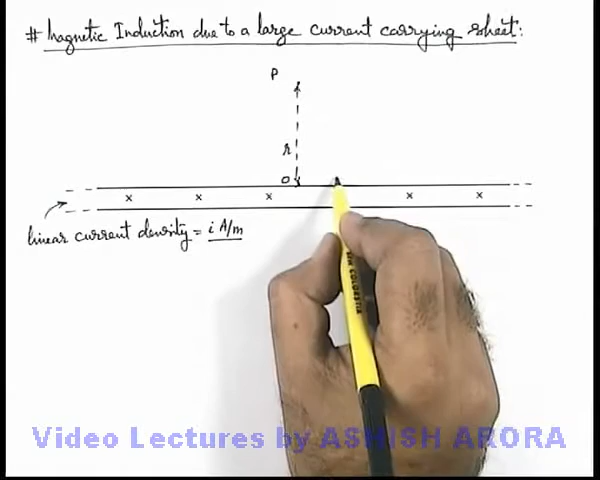 # Magnetic Induction due to a large current carrying sheet:
P
r
O
x x x x x
linear current density = i A/m
Video Lectures by ASHISH ARORA